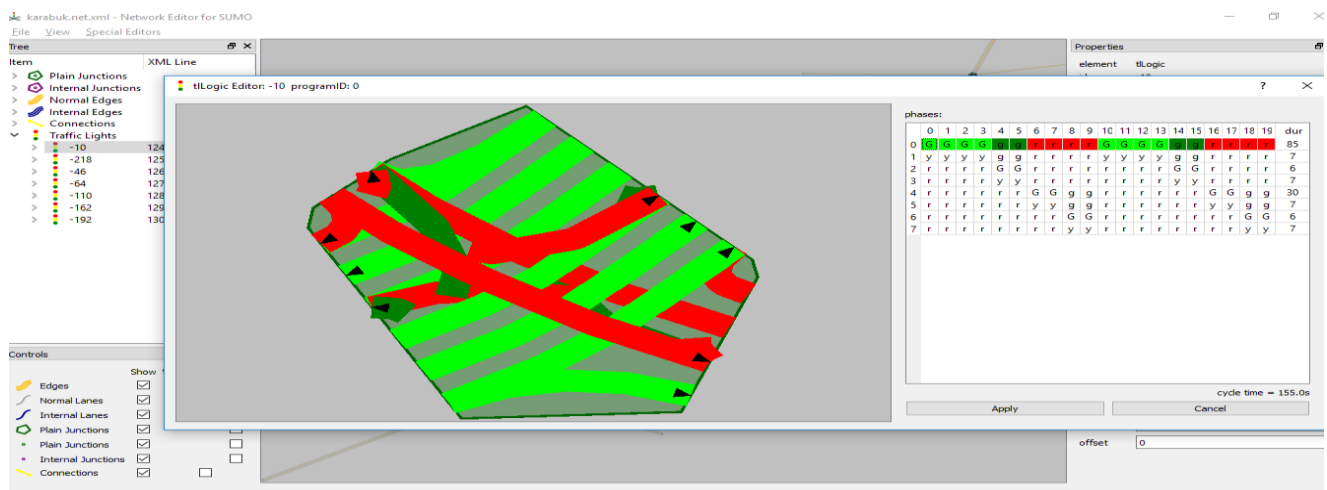 karabuk.net.xml - Network Editor for SUMO
File View Special Editors
Tree
Item XML Line
Plain Junctions
Internal Junctions
Normal Edges
Internal Edges
Connections
Traffic Lights
-10 124
-218 125
-46 126
-64 127
-110 128
-162 129
-192 130
Controls
Show
Edges
Normal Lanes
Internal Lanes
Plain Junctions
Plain Junctions
Internal Junctions
Connections
tlLogic Editor: -10 programID: 0 ?
phases:
0 1 2 3 4 5 6 7 8 9 10 11 12 13 14 15 16 17 18 19 dur
0 G G G G g g r r r r G G G G g g r r r r 85
1 y y y y g g r r r r y y y y g g r r r r 7
2 r r r r G G r r r r r r r r G G r r r r 6
3 r r r r y y r r r r r r r r y y r r r r 7
4 r r r r r r G G g g r r r r r r G G g g 30
5 r r r r r r y y g g r r r r r r y y g g 7
6 r r r r r r r r G G r r r r r r r r G G 6
7 r r r r r r r r y y r r r r r r r r y y 7
cycle time = 155.0s
Apply Cancel
Properties
element tlLogic
offset 0